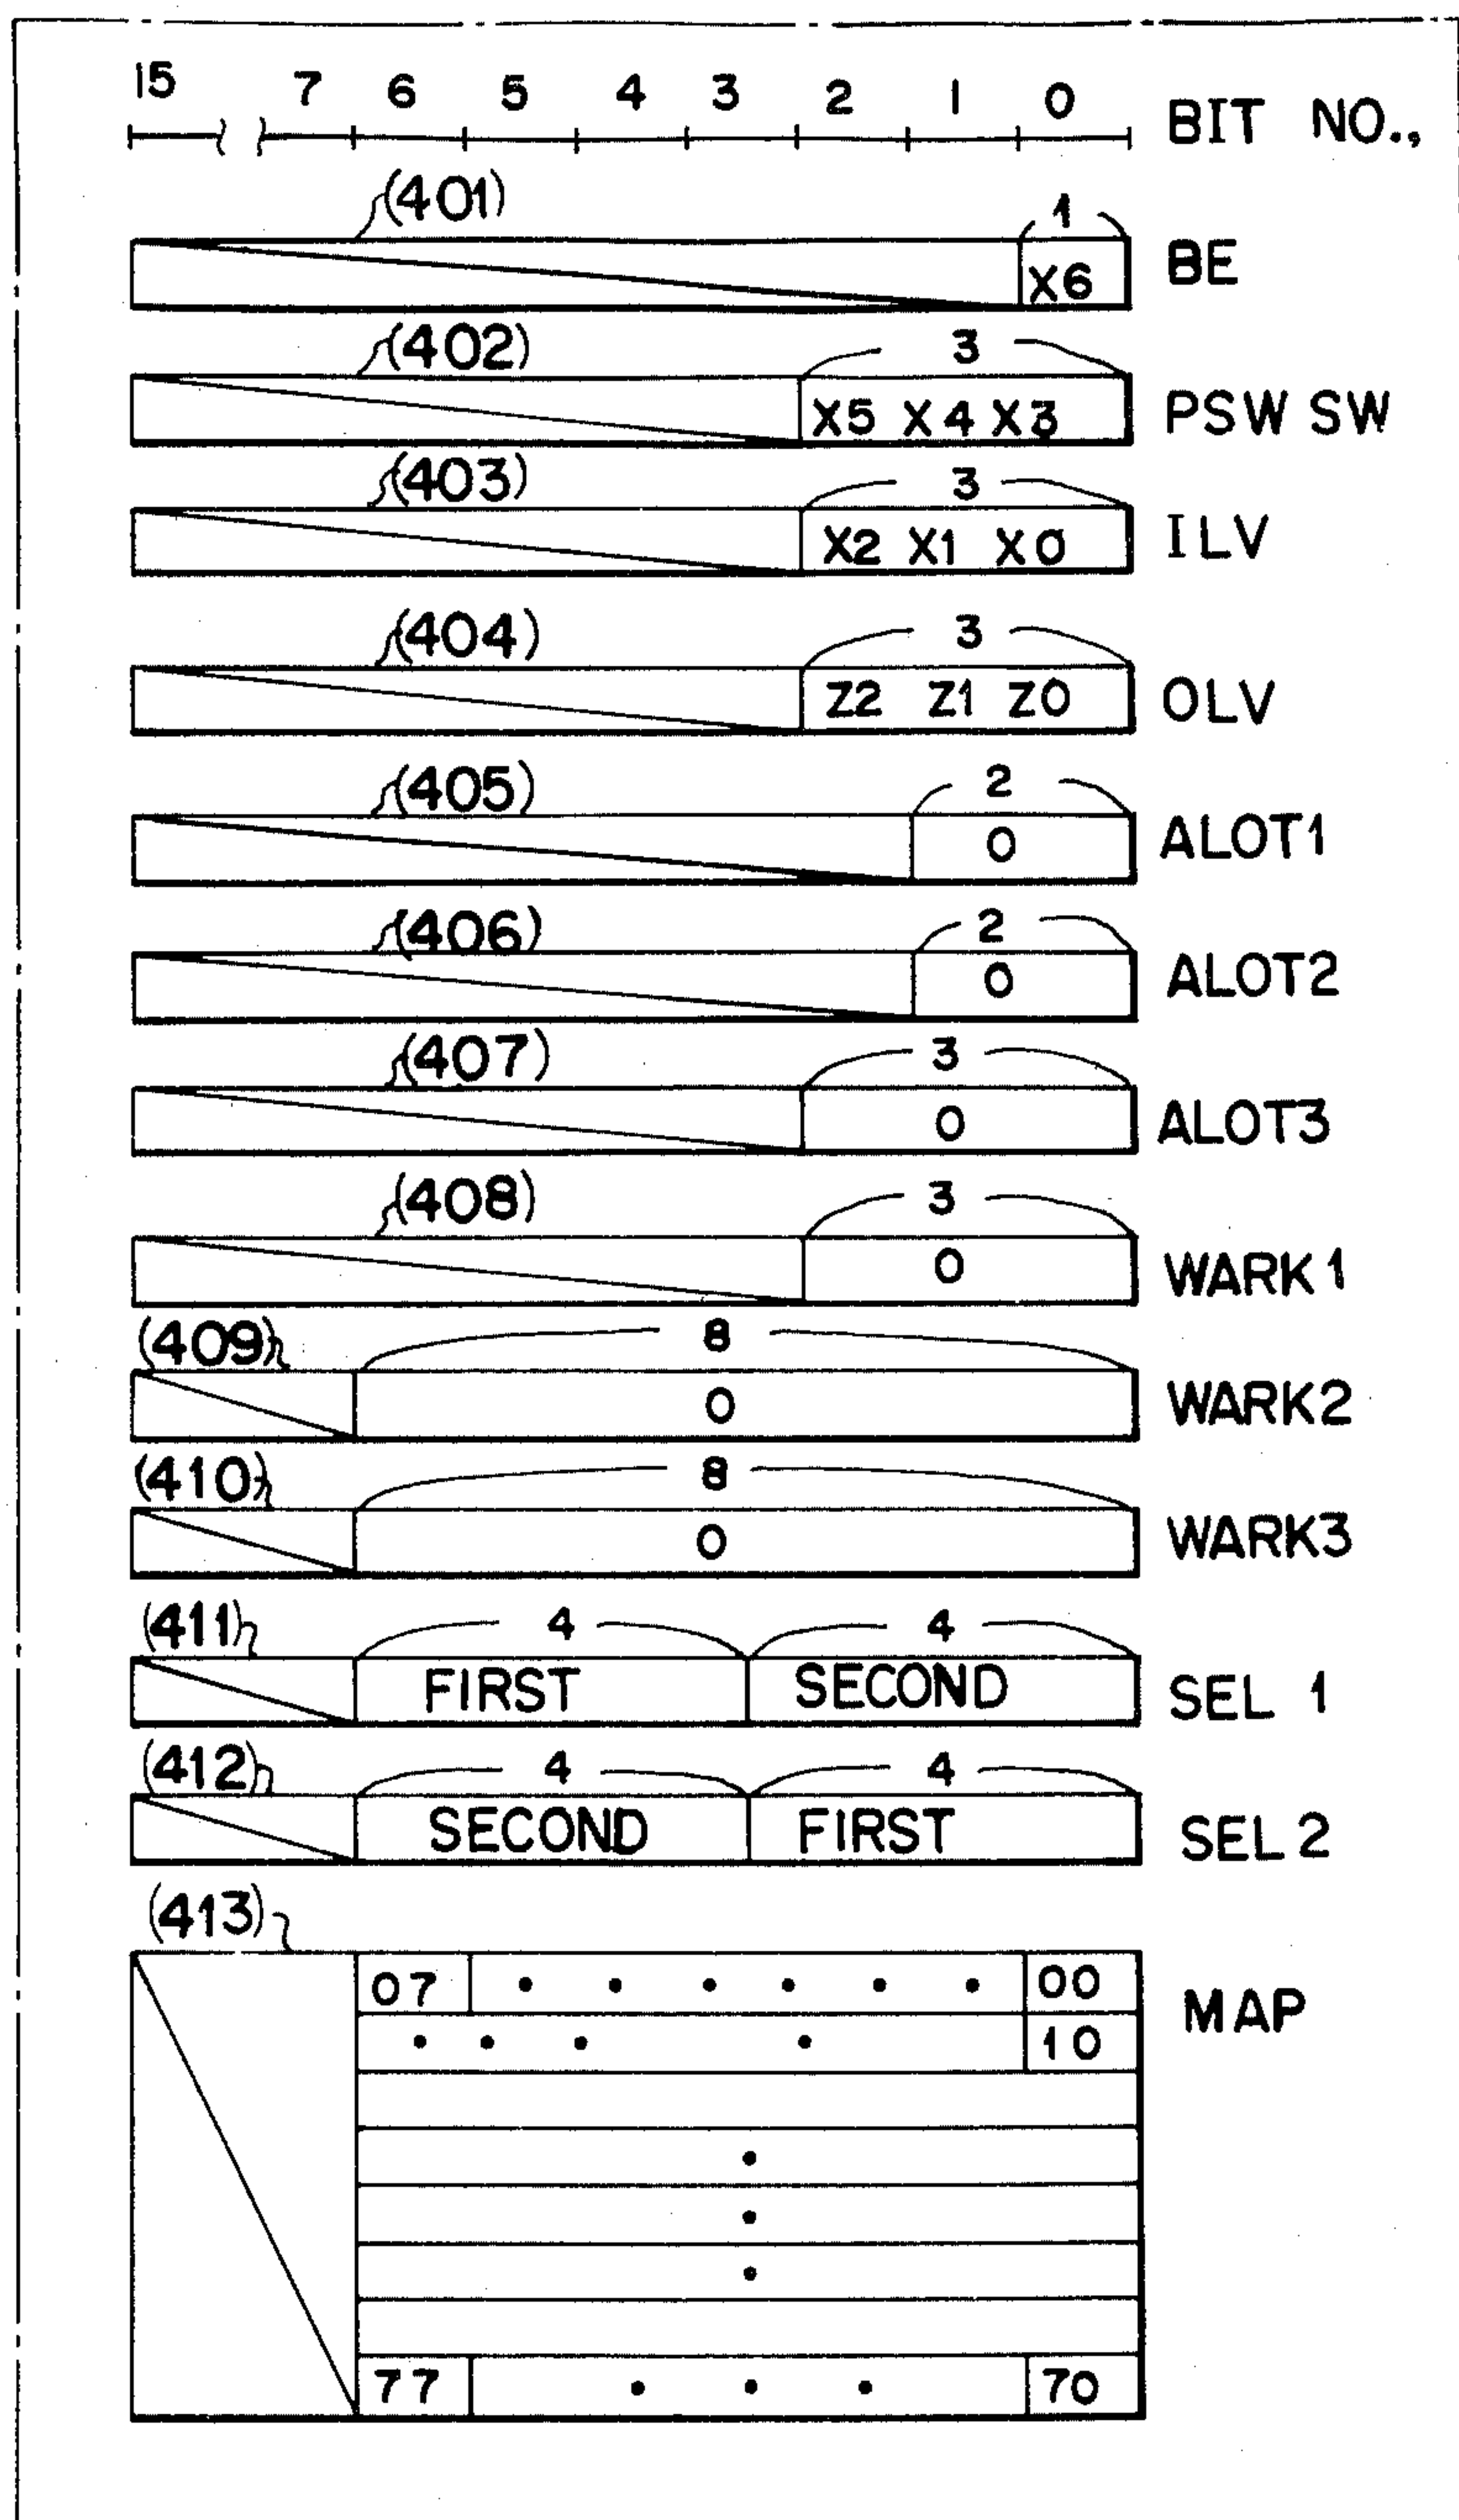 15 7 6 5 4 3 2 1 0 BIT NO.,
(401) 1
X6 BE
(402) 3
X5 X4 X3 PSW SW
(403) 3
X2 X1 X0 ILV
(404) 3
Z2 Z1 Z0 OLV
(405) 2
0 ALOT1
(406) 2
0 ALOT2
(407) 3
0 ALOT3
(408) 3
0 WARK 1
(409) 8
0 WARK2
(410) 8
0 WARK3
(411) 4 4
FIRST SECOND SEL 1
(412) 4 4
SECOND FIRST SEL 2
(413)
07 • • • • • • 00 MAP
• • • • 10
•
•
•
77 • • • 70